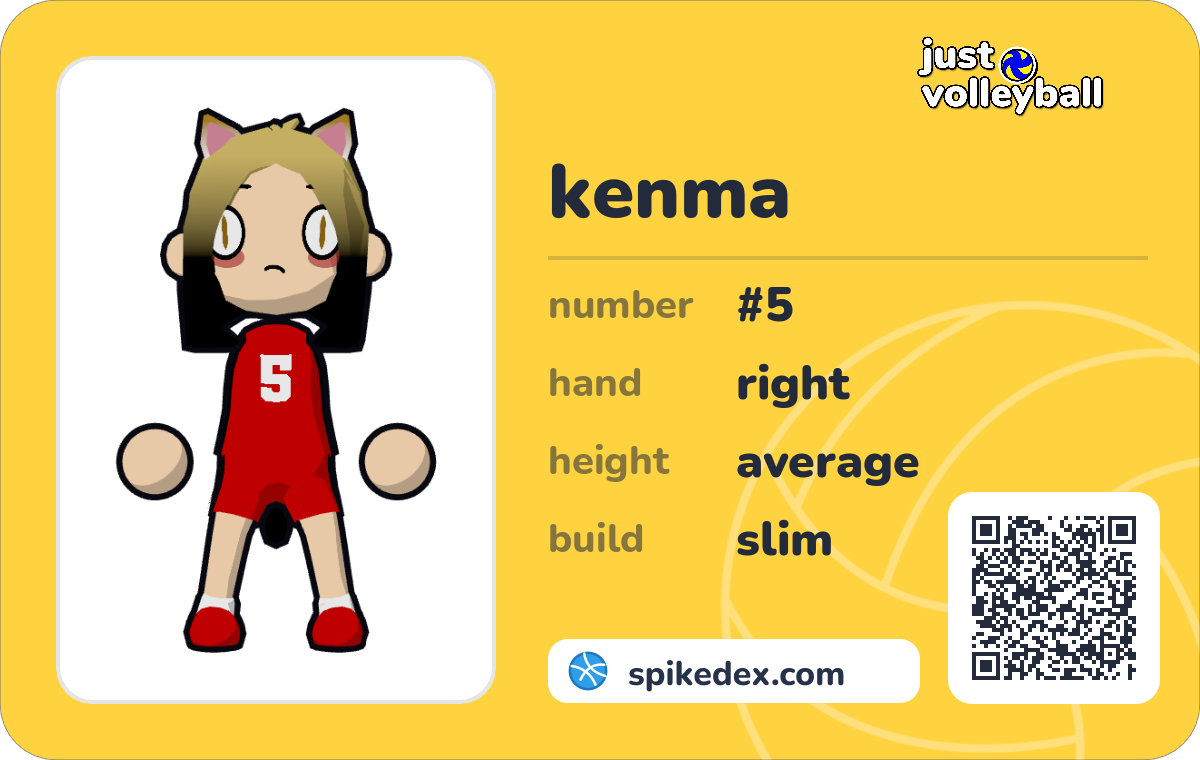 just
volleyball
kenma
number #5
hand right
height average
build slim
5
spikedex.com